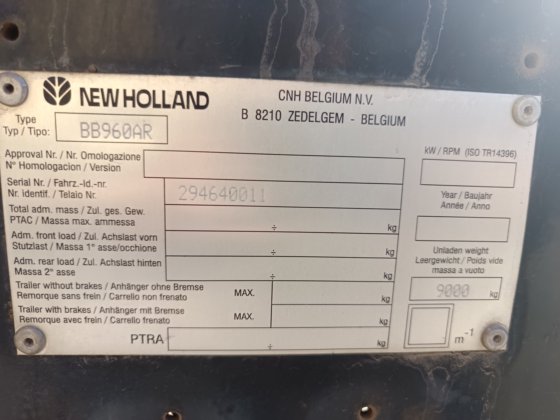 NEW HOLLAND
CNH BELGIUM N.V.
B 8210 ZEDELGEM - BELGIUM
Type
Typ / Tipo: BB960AR
Approval Nr. / Nr. Omologazione
N° Homologacion / Version
kW / RPM (ISO TR14396)
Serial Nr. / Fahrz.-id.-nr.
Nr. identif. / Telaio Nr. 294640011
Year / Baujahr
Année / Anno
Total adm. mass / Zul. ges. Gew.
PTAC / Massa max. ammessa ÷ kg
Adm. front load / Zul. Achslast vorn
Stutzlast / Massa 1° asse/occhione ÷ kg
Unladen weight
Leergewicht / Poids vide
massa a vuoto
9000 kg
Adm. rear load / Zul. Achslast hinten
Massa 2° asse ÷ kg
Trailer without brakes / Anhänger ohne Bremse
Remorque sans frein / Carrello non frenato MAX. kg
Trailer with brakes / Anhänger mit Bremse
Remorque avec frein / Carrello frenato MAX. kg
PTRA ÷ kg
m-1